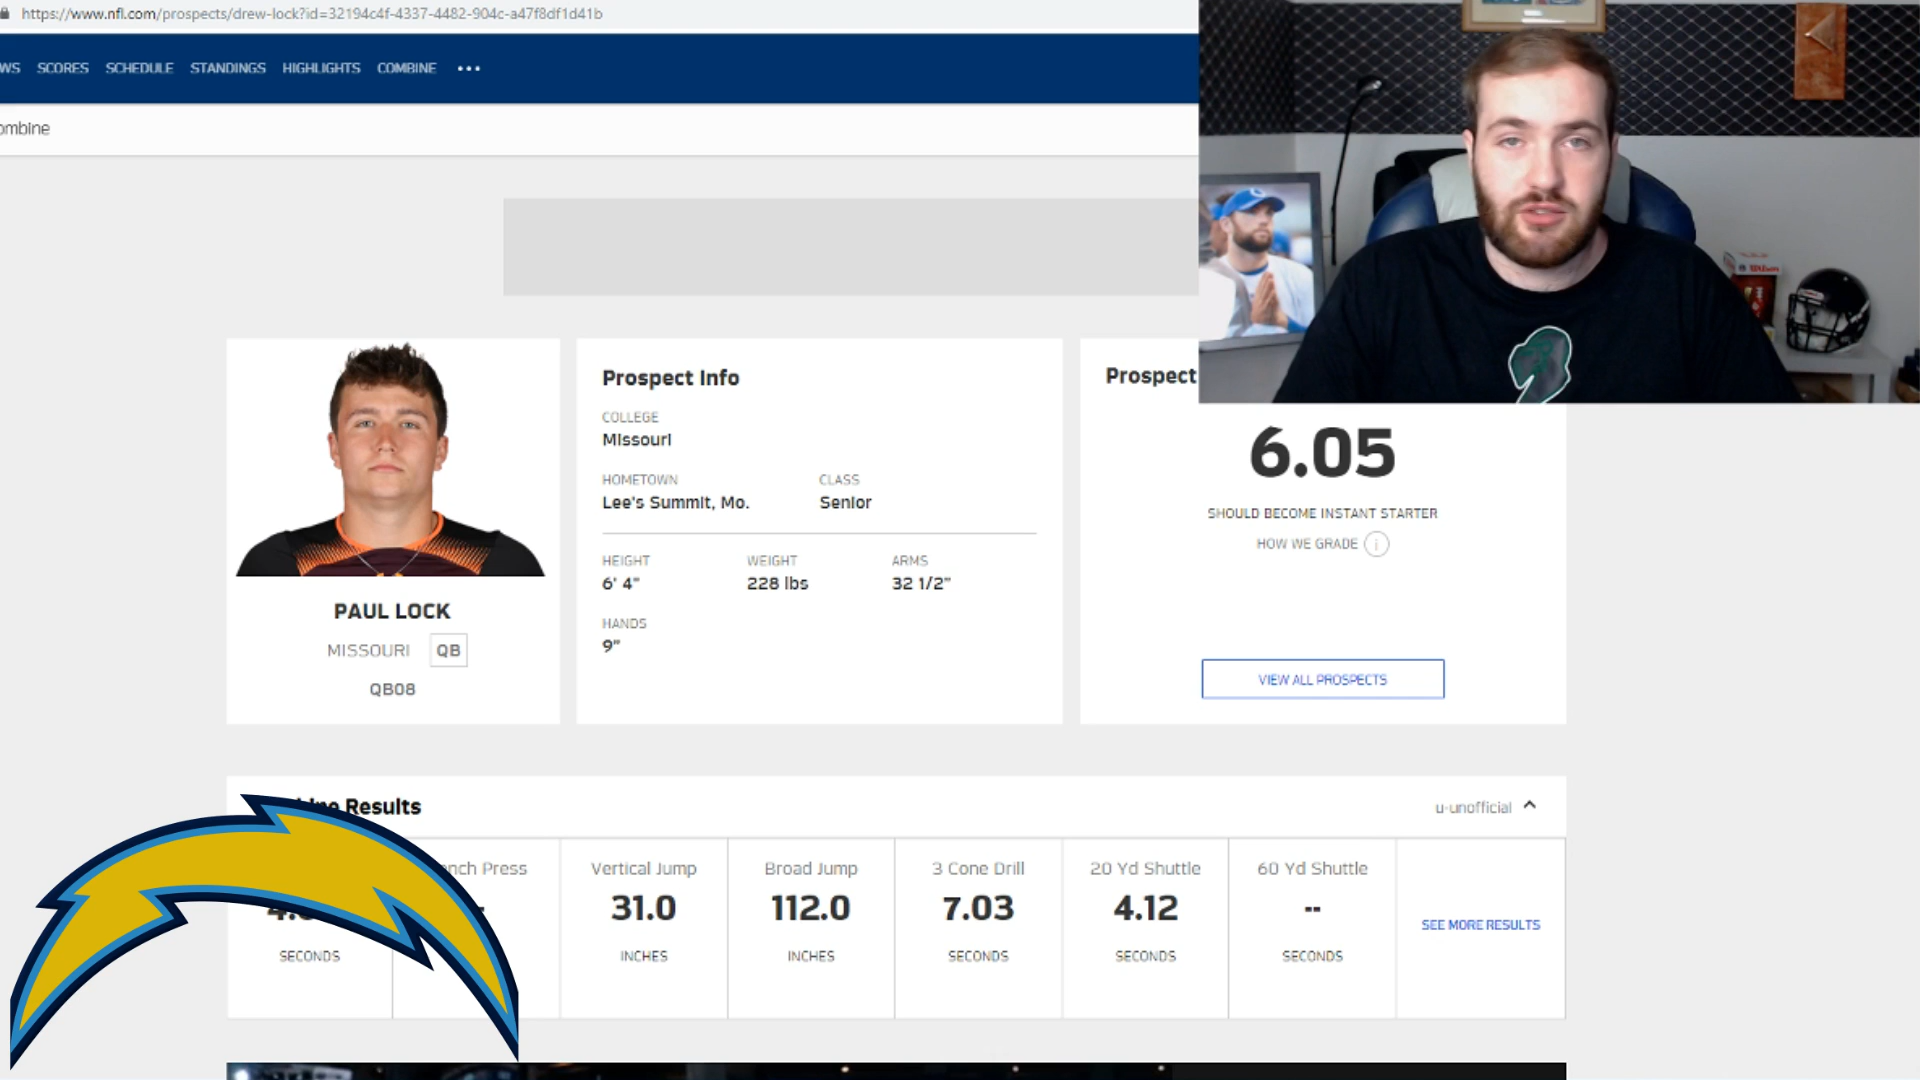 https://www.nfl.com/prospects/drew-lock?id=32194c4f-4337-4482-904c-a47f8df1d41b
WS SCORES SCHEDULE STANDINGS HIGHLIGHTS COMBINE •••
ombine
PAUL LOCK
MISSOURI QB
QB08
Prospect Info
COLLEGE
Missouri
HOMETOWN CLASS
Lee's Summit, Mo. Senior
HEIGHT WEIGHT ARMS
6' 4" 228 lbs 32 1/2"
HANDS
9"
Prospect
6.05
SHOULD BECOME INSTANT STARTER
HOW WE GRADE i
VIEW ALL PROSPECTS
Results
u-unofficial
nch Press Vertical Jump Broad Jump 3 Cone Drill 20 Yd Shuttle 60 Yd Shuttle
31.0 112.0 7.03 4.12 --
SEE MORE RESULTS
SECONDS INCHES INCHES SECONDS SECONDS SECONDS